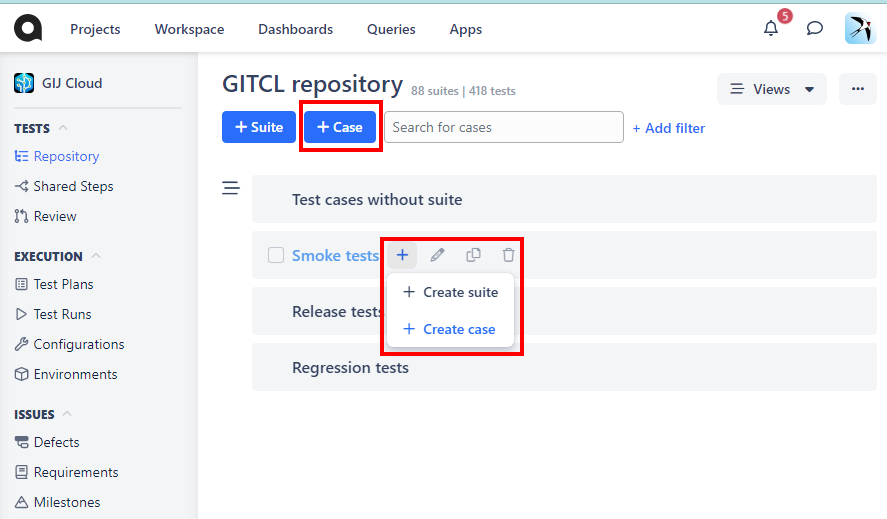 Projects Workspace Dashboards Queries Apps 5
GIJ Cloud
TESTS
Repository
Shared Steps
Review
EXECUTION
Test Plans
Test Runs
Configurations
Environments
ISSUES
Defects
Requirements
Milestones
GITCL repository 88 suites | 418 tests
Views
+ Suite + Case Search for cases + Add filter
Test cases without suite
Smoke tests
+ Create suite
+ Create case
Release tests
Regression tests